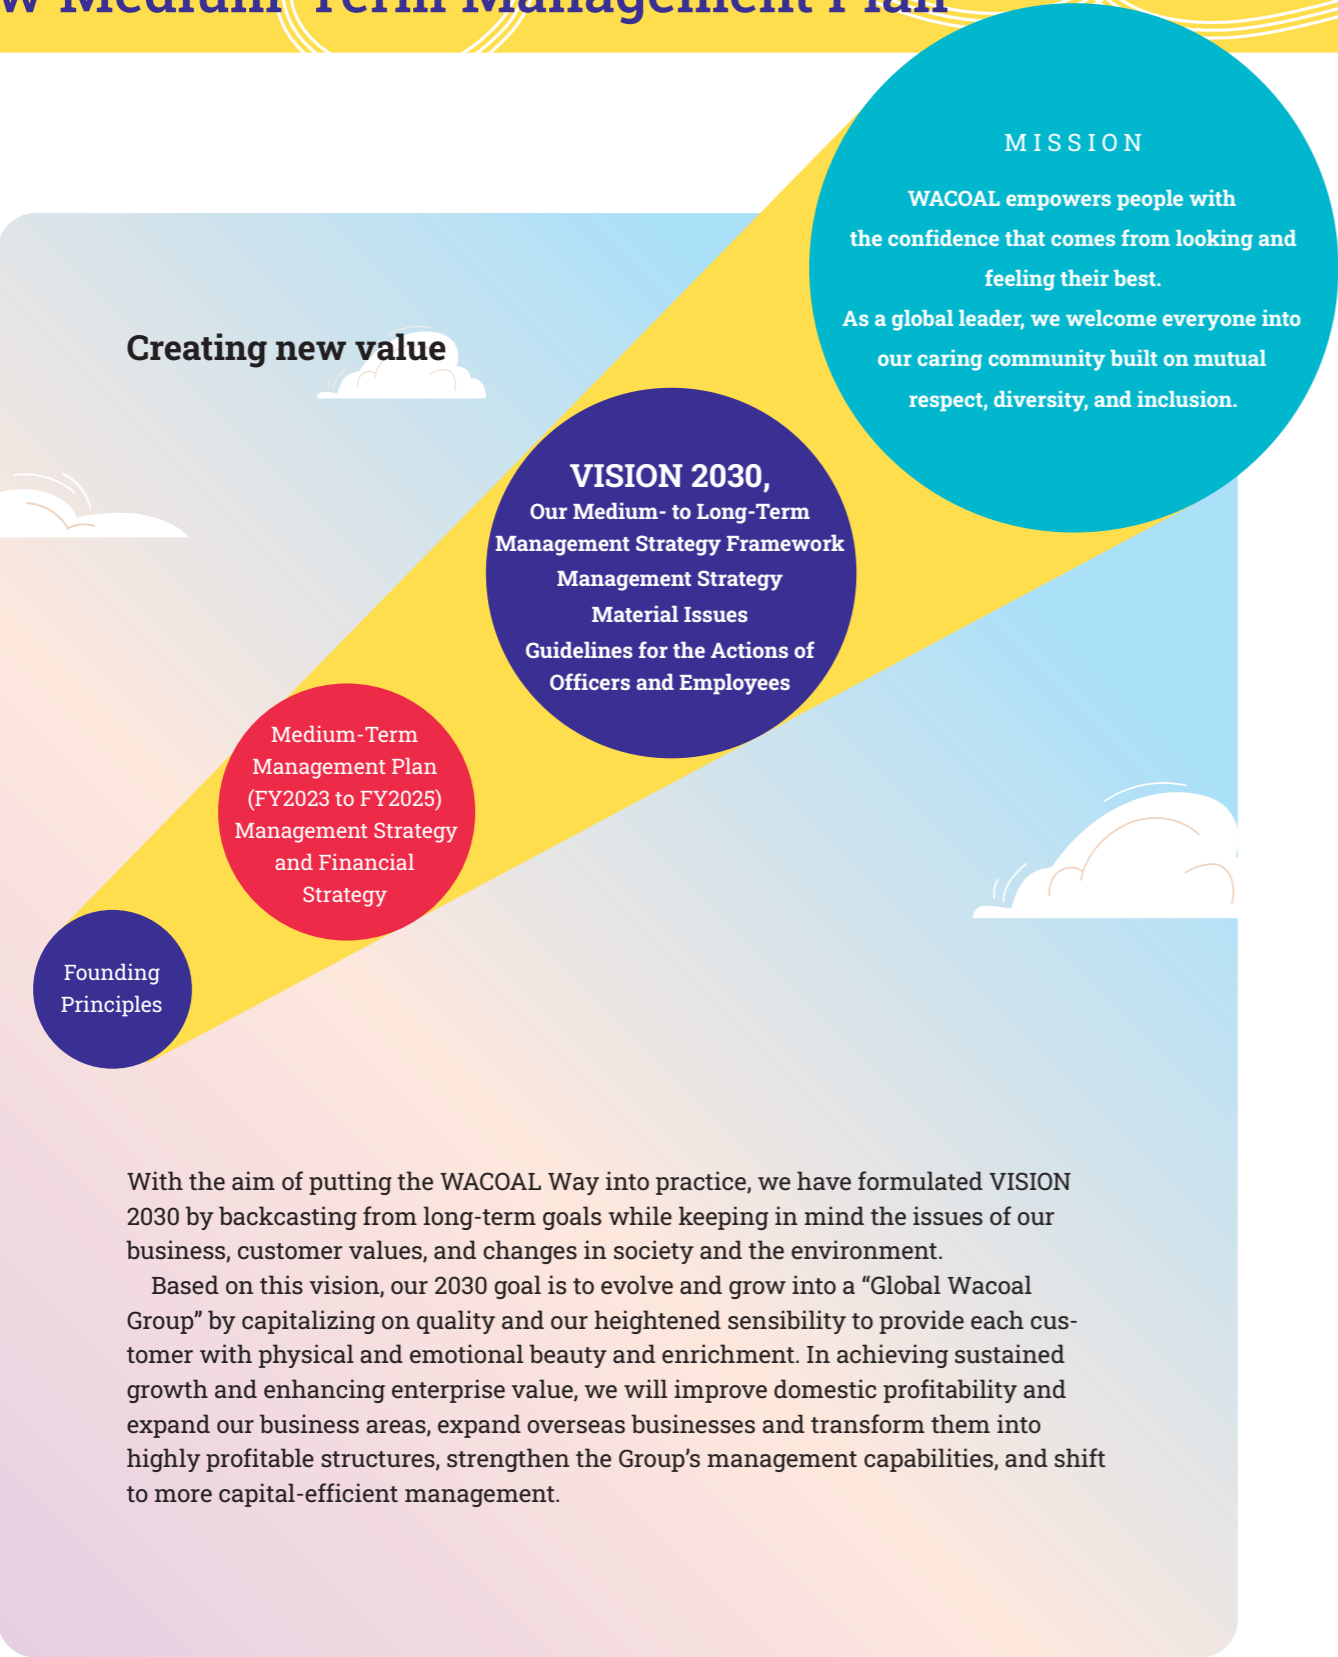 Medium-Term Management Plan
MISSION
WACOAL empowers people with
the confidence that comes from looking and
feeling their best.
As a global leader, we welcome everyone into
our caring community built on mutual
respect, diversity, and inclusion.
Creating new value
VISION 2030,
Our Medium- to Long-Term
Management Strategy Framework
Management Strategy
Material Issues
Guidelines for the Actions of
Officers and Employees
Medium-Term
Management Plan
(FY2023 to FY2025)
Management Strategy
and Financial
Strategy
Founding
Principles
With the aim of putting the WACOAL Way into practice, we have formulated VISION
2030 by backcasting from long-term goals while keeping in mind the issues of our
business, customer values, and changes in society and the environment.
Based on this vision, our 2030 goal is to evolve and grow into a “Global Wacoal
Group” by capitalizing on quality and our heightened sensibility to provide each cus-
tomer with physical and emotional beauty and enrichment. In achieving sustained
growth and enhancing enterprise value, we will improve domestic profitability and
expand our business areas, expand overseas businesses and transform them into
highly profitable structures, strengthen the Group’s management capabilities, and shift
to more capital-efficient management.